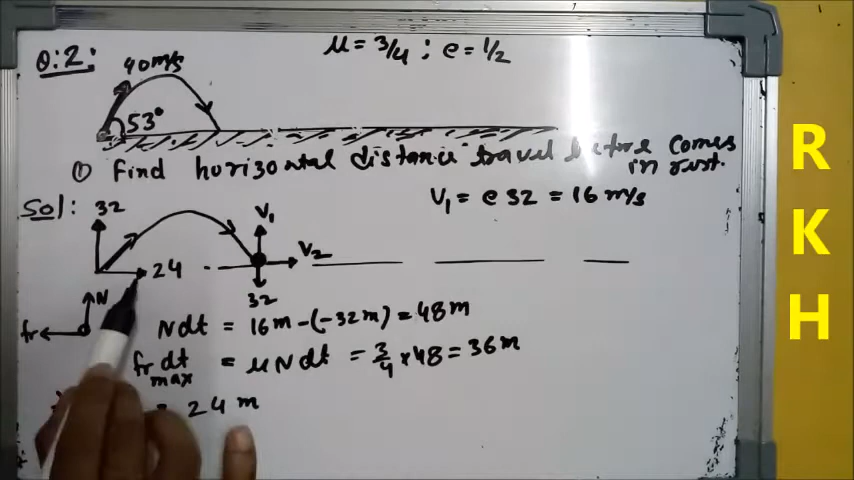 Q:2:
μ = 3/4 ; e = 1/2
40m/s
53°
① Find horizontal distance travel before comes
in rest.
Sol:
V₁ = e 32 = 16 m/s
32
24
V₁
V₂
32
N
fr
Ndt = 16m - (-32m) = 48m
fr dt max = μNdt = 3/4 × 48 = 36m
= 24m
R
K
H